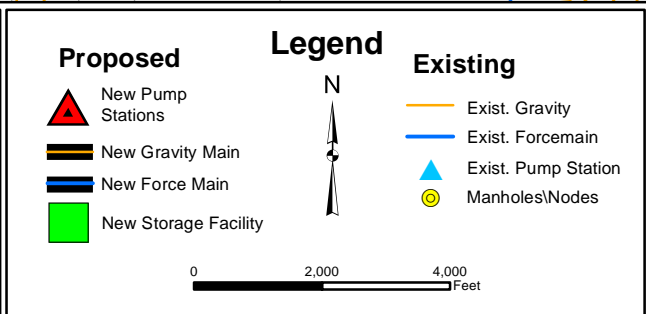 Legend
Proposed
New Pump
Stations
New Gravity Main
New Force Main
New Storage Facility
N
Existing
Exist. Gravity
Exist. Forcemain
Exist. Pump Station
Manholes\Nodes
0 2,000 4,000
Feet